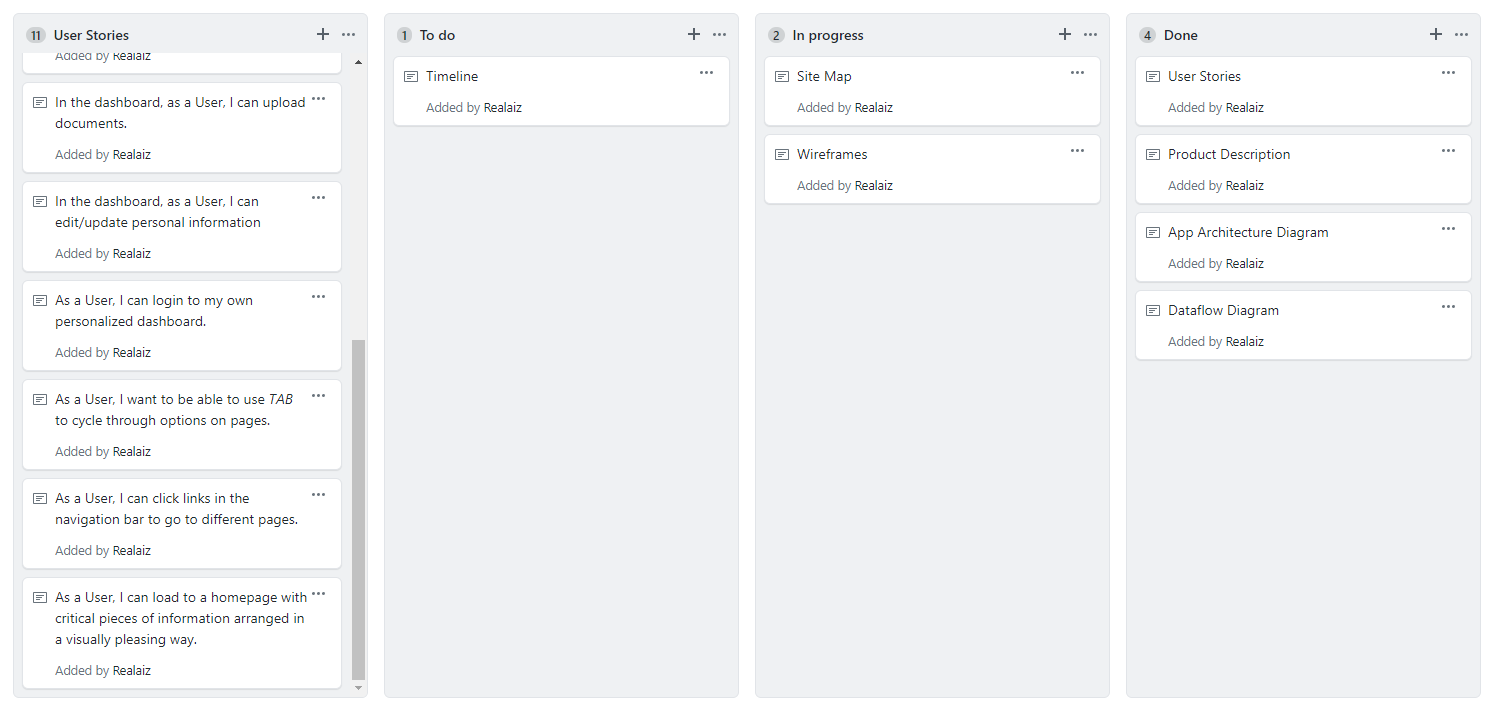 11 User Stories
Added by Realaiz
In the dashboard, as a User, I can upload
documents.
Added by Realaiz
In the dashboard, as a User, I can
edit/update personal information
Added by Realaiz
As a User, I can login to my own
personalized dashboard.
Added by Realaiz
As a User, I want to be able to use TAB
to cycle through options on pages.
Added by Realaiz
As a User, I can click links in the
navigation bar to go to different pages.
Added by Realaiz
As a User, I can load to a homepage with
critical pieces of information arranged in
a visually pleasing way.
Added by Realaiz
1 To do
Timeline
Added by Realaiz
2 In progress
Site Map
Added by Realaiz
Wireframes
Added by Realaiz
4 Done
User Stories
Added by Realaiz
Product Description
Added by Realaiz
App Architecture Diagram
Added by Realaiz
Dataflow Diagram
Added by Realaiz